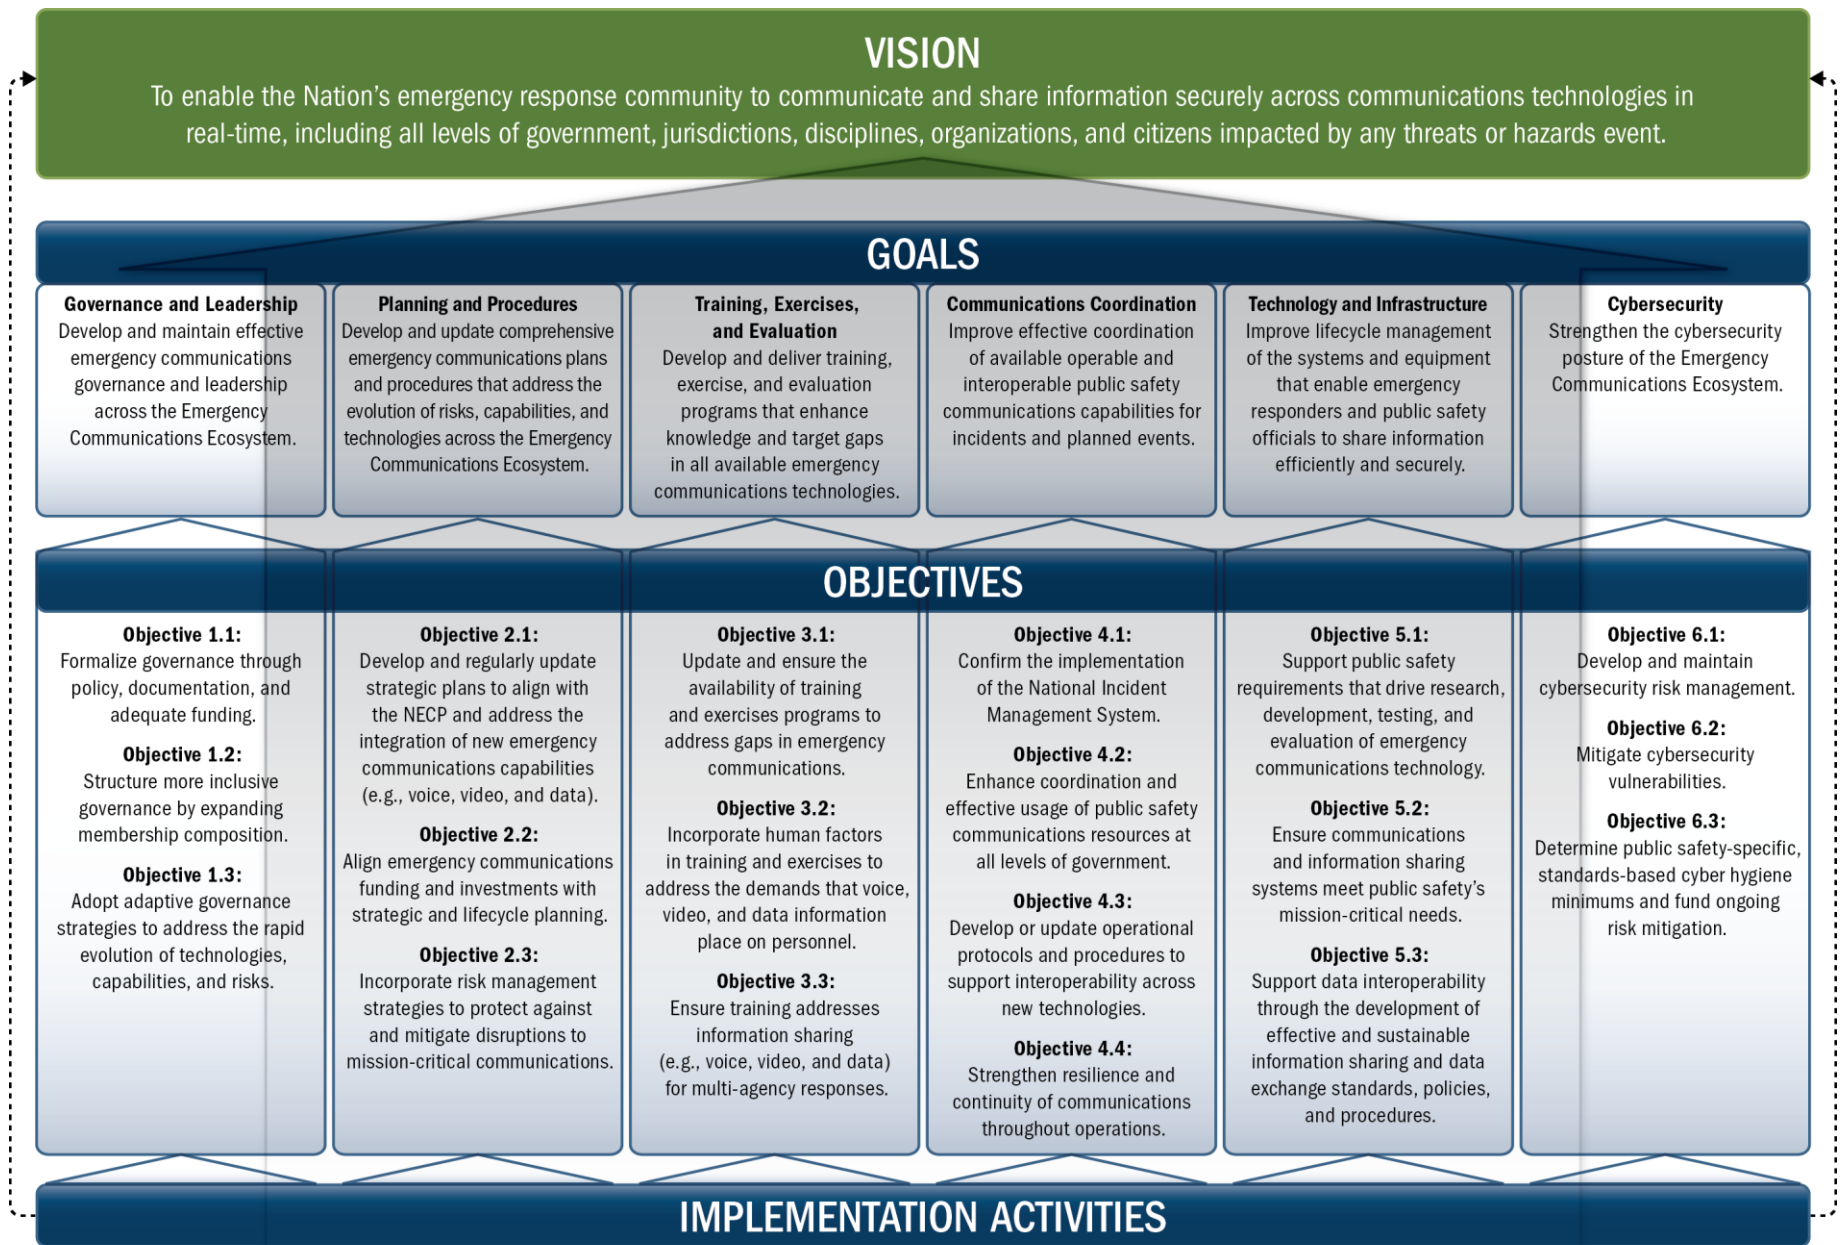 VISION
To enable the Nation's emergency response community to communicate and share information securely across communications technologies in
real-time, including all levels of government, jurisdictions, disciplines, organizations, and citizens impacted by any threats or hazards event.
GOALS
Governance and Leadership
Develop and maintain effective
emergency communications
governance and leadership
across the Emergency
Communications Ecosystem.
Planning and Procedures
Develop and update comprehensive
emergency communications plans
and procedures that address the
evolution of risks, capabilities, and
technologies across the Emergency
Communications Ecosystem.
Training, Exercises,
and Evaluation
Develop and deliver training,
exercise, and evaluation
programs that enhance
knowledge and target gaps
in all available emergency
communications technologies.
Communications Coordination
Improve effective coordination
of available operable and
interoperable public safety
communications capabilities for
incidents and planned events.
Technology and Infrastructure
Improve lifecycle management
of the systems and equipment
that enable emergency
responders and public safety
officials to share information
efficiently and securely.
Cybersecurity
Strengthen the cybersecurity
posture of the Emergency
Communications Ecosystem.
OBJECTIVES
Objective 1.1:
Formalize governance through
policy, documentation, and
adequate funding.
Objective 1.2:
Structure more inclusive
governance by expanding
membership composition.
Objective 1.3:
Adopt adaptive governance
strategies to address the rapid
evolution of technologies,
capabilities, and risks.
Objective 2.1:
Develop and regularly update
strategic plans to align with
the NECP and address the
integration of new emergency
communications capabilities
(e.g., voice, video, and data).
Objective 2.2:
Align emergency communications
funding and investments with
strategic and lifecycle planning.
Objective 2.3:
Incorporate risk management
strategies to protect against
and mitigate disruptions to
mission-critical communications.
Objective 3.1:
Update and ensure the
availability of training
and exercises programs to
address gaps in emergency
communications.
Objective 3.2:
Incorporate human factors
in training and exercises to
address the demands that voice,
video, and data information
place on personnel.
Objective 3.3:
Ensure training addresses
information sharing
(e.g., voice, video, and data)
for multi-agency responses.
Objective 4.1:
Confirm the implementation
of the National Incident
Management System.
Objective 4.2:
Enhance coordination and
effective usage of public safety
communications resources at
all levels of government.
Objective 4.3:
Develop or update operational
protocols and procedures to
support interoperability across
new technologies.
Objective 4.4:
Strengthen resilience and
continuity of communications
throughout operations.
Objective 5.1:
Support public safety
requirements that drive research,
development, testing, and
evaluation of emergency
communications technology.
Objective 5.2:
Ensure communications
and information sharing
systems meet public safety's
mission-critical needs.
Objective 5.3:
Support data interoperability
through the development of
effective and sustainable
information sharing and data
exchange standards, policies,
and procedures.
Objective 6.1:
Develop and maintain
cybersecurity risk management.
Objective 6.2:
Mitigate cybersecurity
vulnerabilities.
Objective 6.3:
Determine public safety-specific,
standards-based cyber hygiene
minimums and fund ongoing
risk mitigation.
IMPLEMENTATION ACTIVITIES